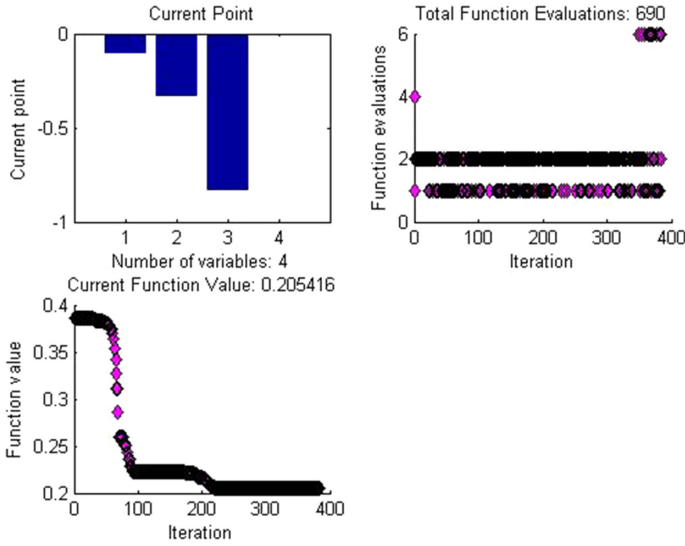 Current Point
0
-0.5
-1
Current point
1 2 3 4
Number of variables: 4
Total Function Evaluations: 690
6
4
2
0
Function evaluations
0 100 200 300 400
Iteration
Current Function Value: 0.205416
0.4
0.35
0.3
0.25
0.2
Function value
0 100 200 300 400
Iteration